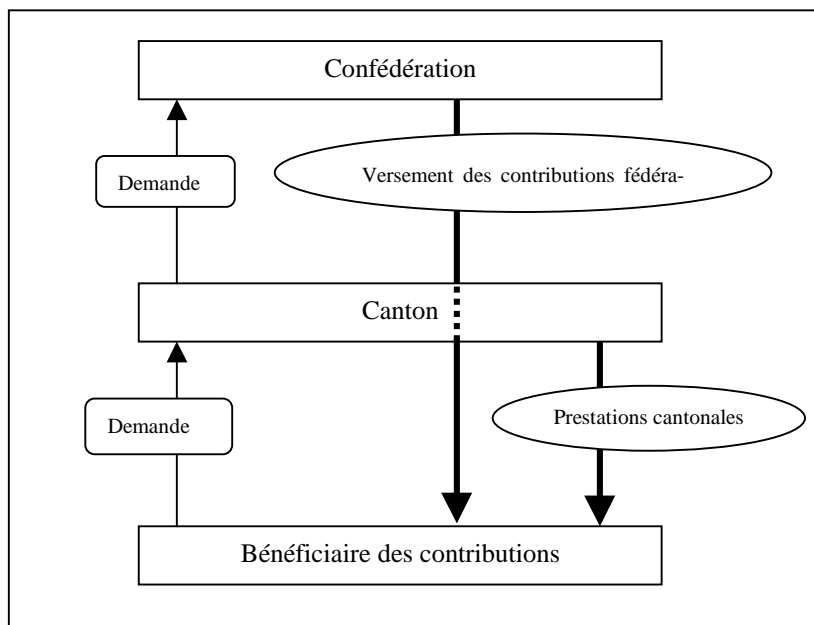 Confédération
Demande
Versement des contributions fédéra-
Canton
Demande
Prestations cantonales
Bénéficiaire des contributions